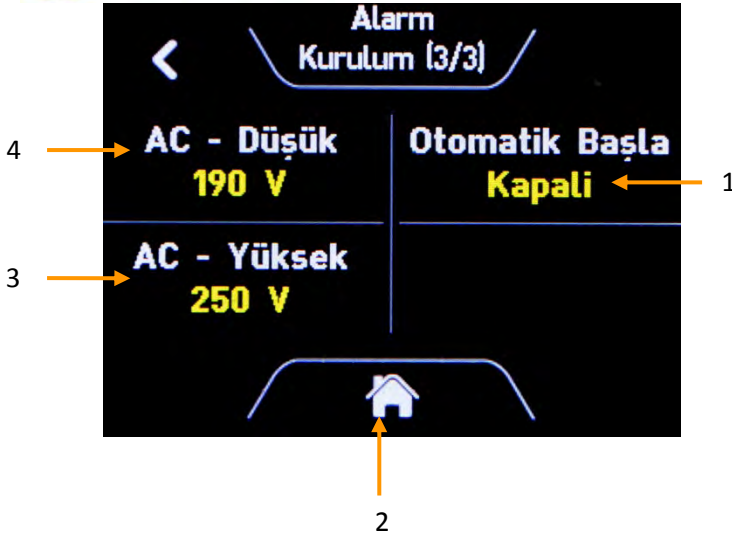 Alarm
Kurulum (3/3)
4
AC - Düşük
190 V
Otomatik Başla
Kapali
1
3
AC - Yüksek
250 V
2